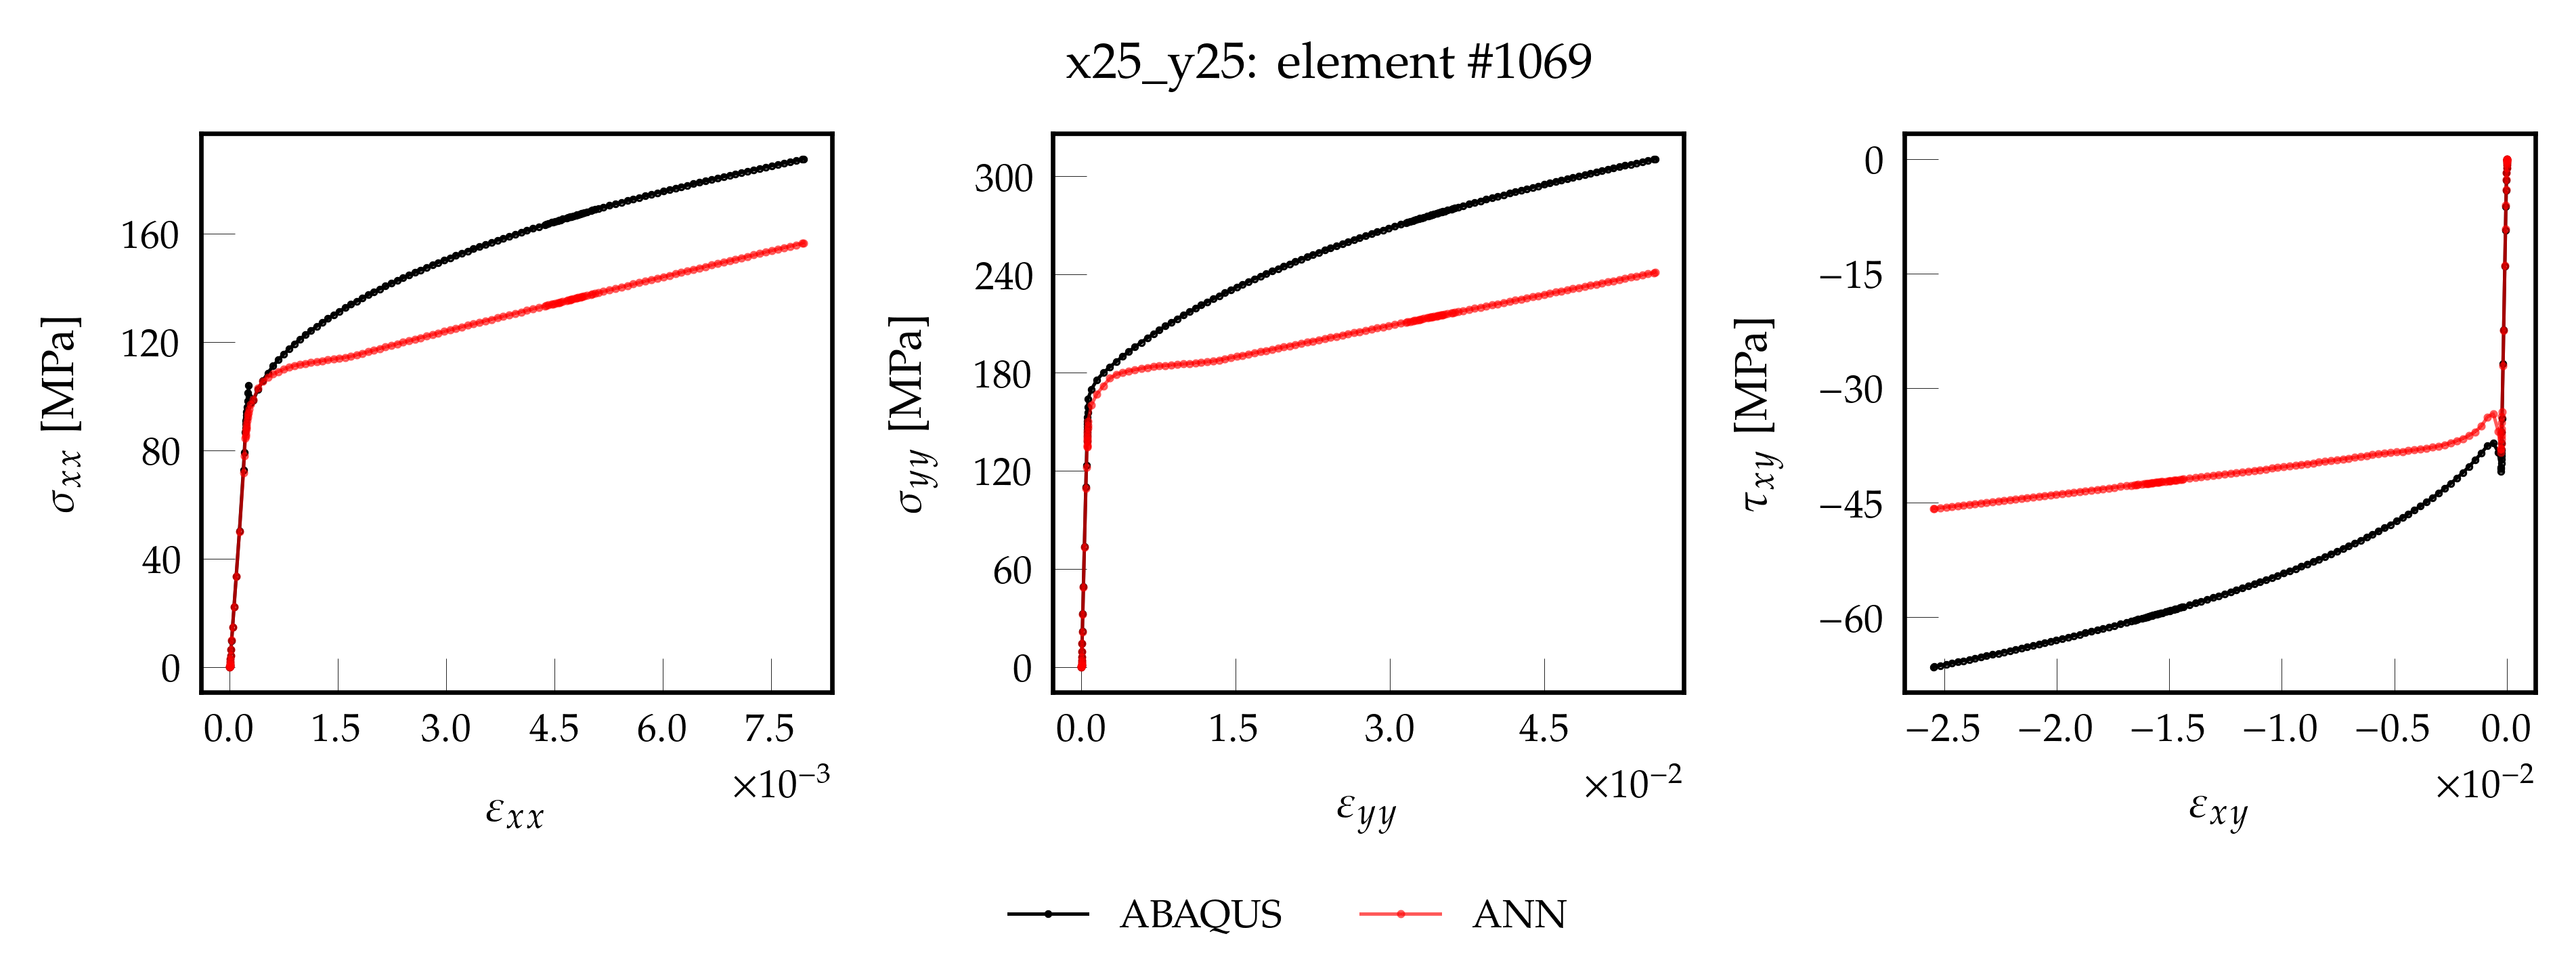 x25_y25: element #1069
σxx [MPa]
160
120
80
40
0
0.0 1.5 3.0 4.5 6.0 7.5
×10−3
εxx
σyy [MPa]
300
240
180
120
60
0
0.0 1.5 3.0 4.5
×10−2
εyy
τxy [MPa]
0
−15
−30
−45
−60
−2.5 −2.0 −1.5 −1.0 −0.5 0.0
×10−2
εxy
ABAQUS ANN